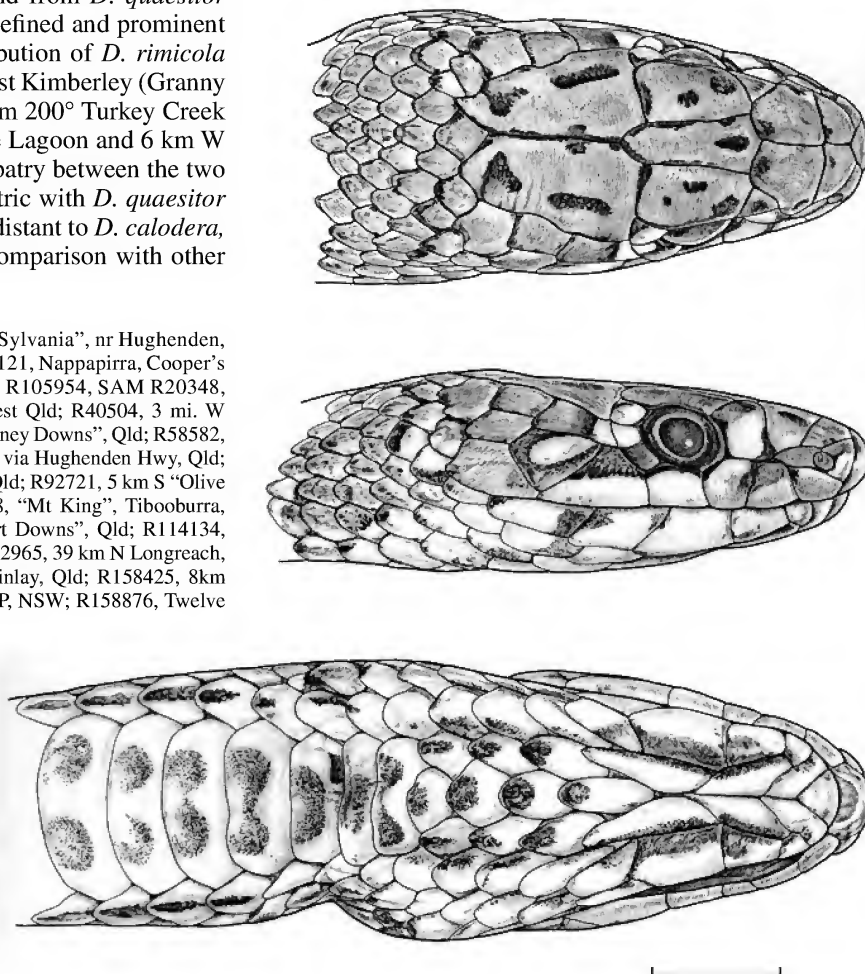 efined and prominent
bution of D. rimicola
st Kimberley (Granny
m 200° Turkey Creek
Lagoon and 6 km W
patry between the two
tric with D. quaesitor
distant to D. calodera,
omparison with other
Sylvania”, nr Hughenden,
121, Nappapirra, Cooper’s
R105954, SAM R20348,
est Qld; R40504, 3 mi. W
ney Downs”, Qld; R58582,
via Hughenden Hwy, Qld;
Qld; R92721, 5 km S “Olive
8, “Mt King”, Tibooburra,
rt Downs”, Qld; R114134,
2965, 39 km N Longreach,
inlay, Qld; R158425, 8km
P, NSW; R158876, Twelve